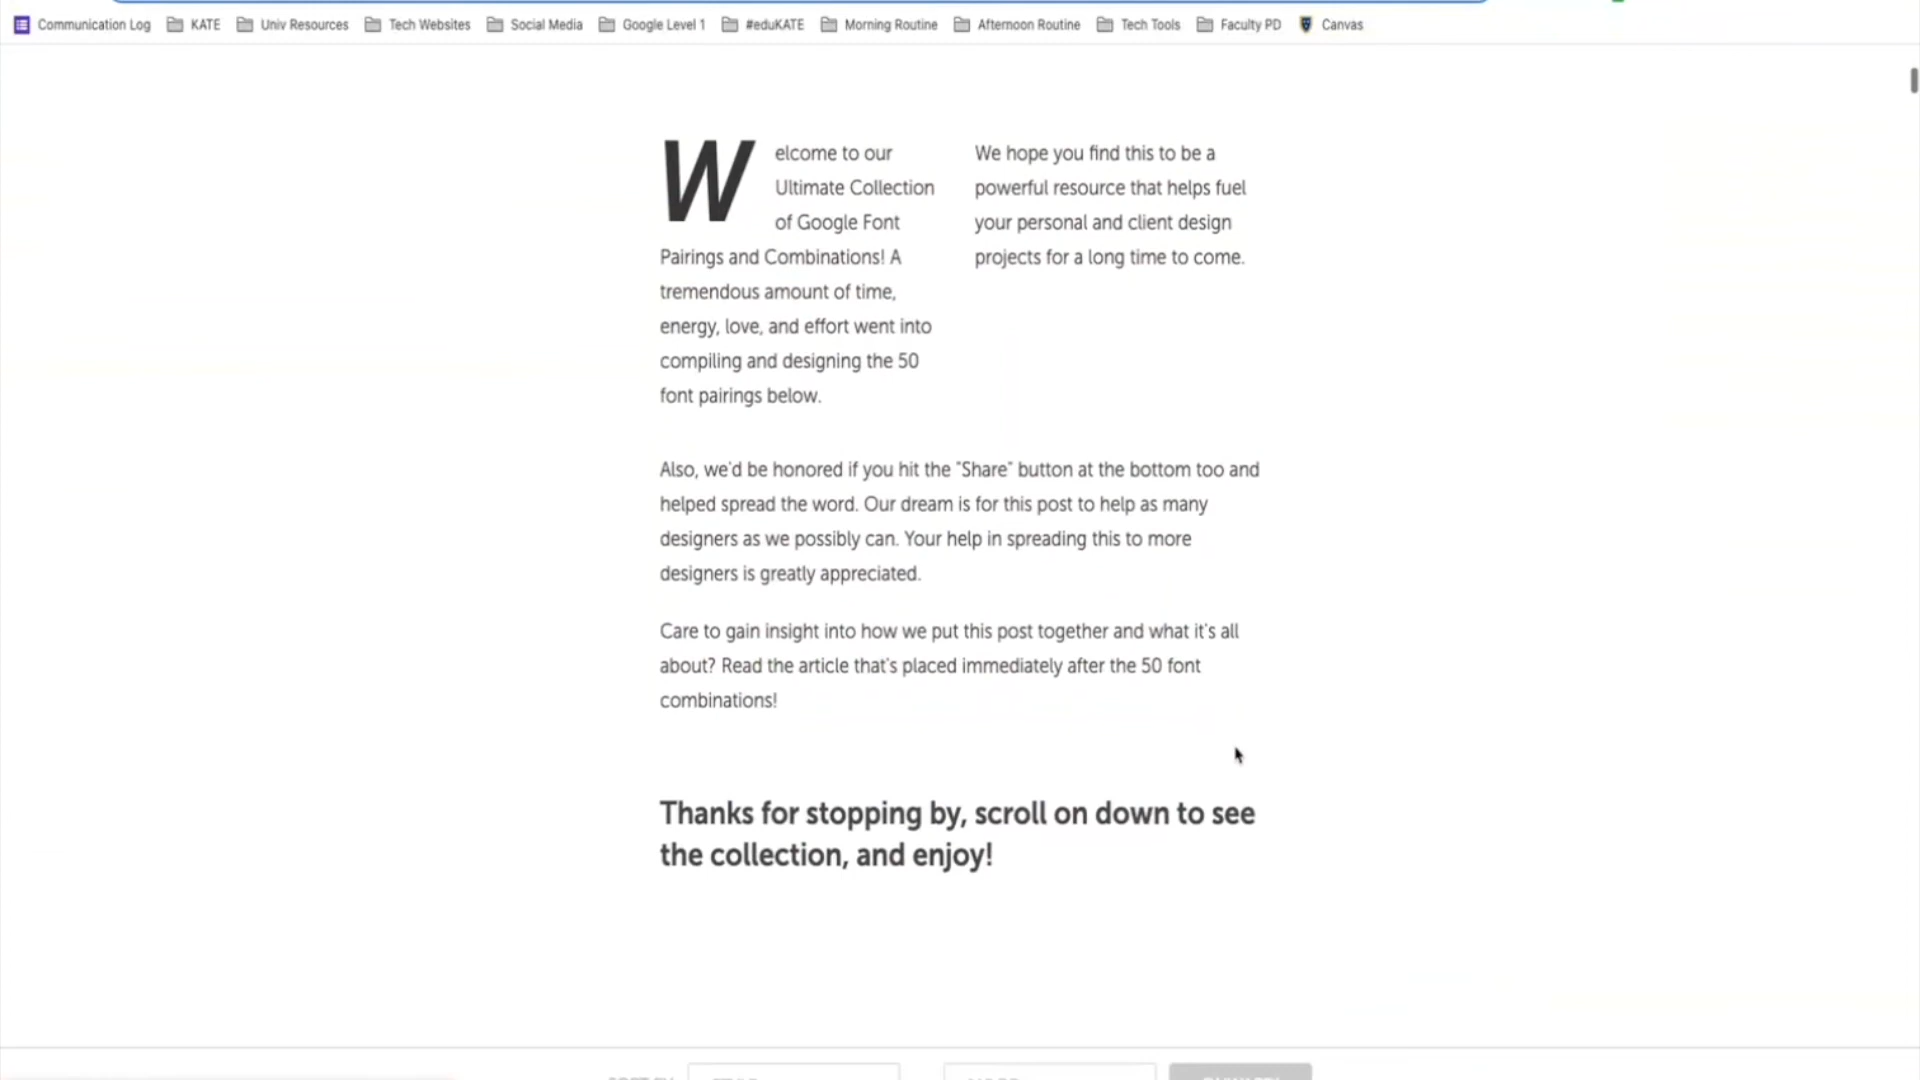 Communication Log KATE Univ Resources Tech Websites Social Media Google Level 1 #eduKATE Morning Routine Afternoon Routine Tech Tools Faculty PD Canvas
Welcome to our
Ultimate Collection
of Google Font
Pairings and Combinations! A
tremendous amount of time,
energy, love, and effort went into
compiling and designing the 50
font pairings below.
We hope you find this to be a
powerful resource that helps fuel
your personal and client design
projects for a long time to come.
Also, we'd be honored if you hit the "Share" button at the bottom too and
helped spread the word. Our dream is for this post to help as many
designers as we possibly can. Your help in spreading this to more
designers is greatly appreciated.
Care to gain insight into how we put this post together and what it's all
about? Read the article that's placed immediately after the 50 font
combinations!
Thanks for stopping by, scroll on down to see
the collection, and enjoy!